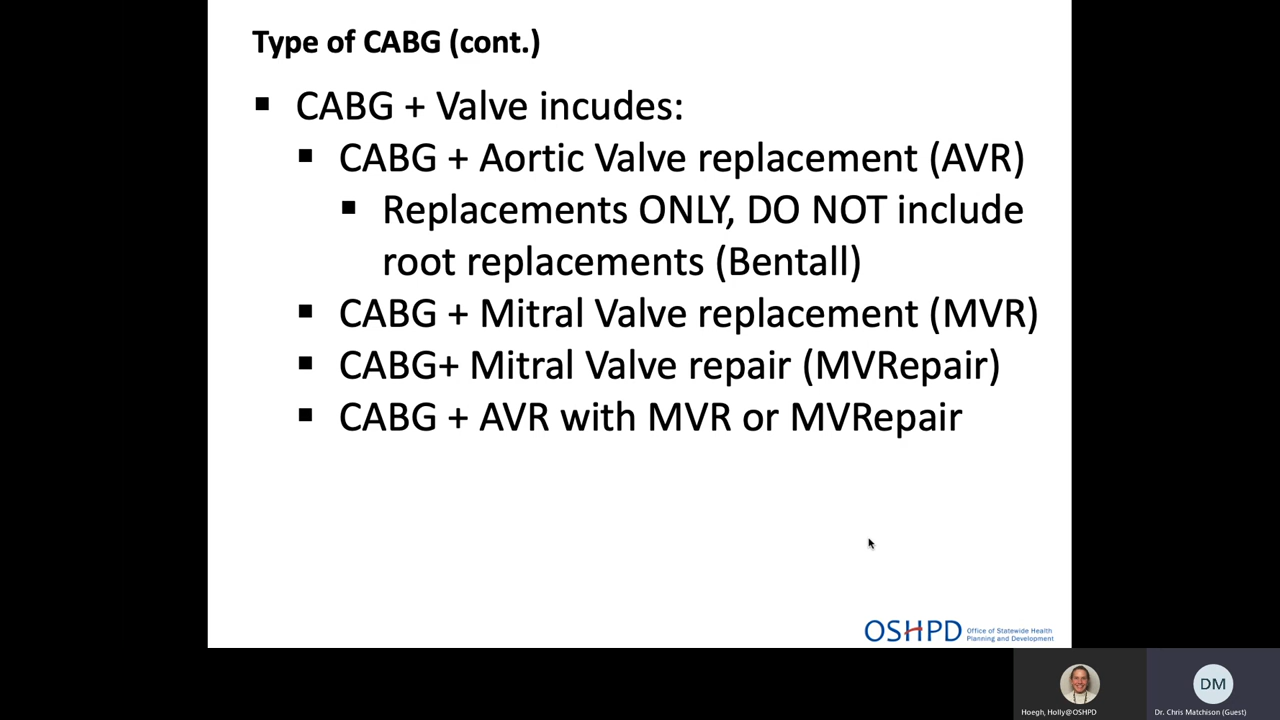 Type of CABG (cont.)
▪ CABG + Valve incudes:
▪ CABG + Aortic Valve replacement (AVR)
▪ Replacements ONLY, DO NOT include
root replacements (Bentall)
▪ CABG + Mitral Valve replacement (MVR)
▪ CABG+ Mitral Valve repair (MVRepair)
▪ CABG + AVR with MVR or MVRepair
OSHPD
Office of Statewide Health
Planning and Development
DM
Hoegh, Holly@OSHPD
Dr. Chris Matchison (Guest)